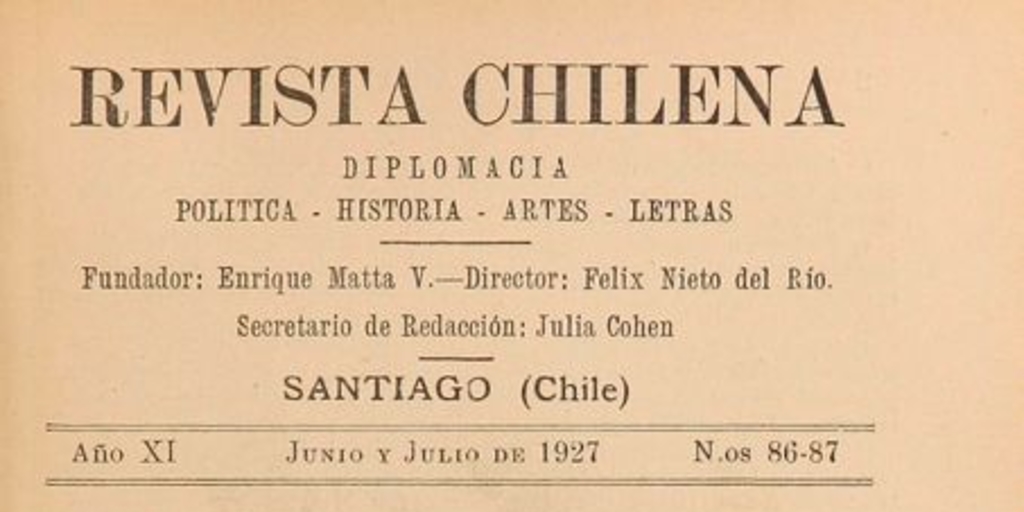 REVISTA CHILENA
DIPLOMACIA
POLITICA - HISTORIA - ARTES - LETRAS
Fundador: Enrique Matta V.—Director: Felix Nieto del Río.
Secretario de Redacción: Julia Cohen
SANTIAGO (Chile)
Año XI JUNIO Y JULIO DE 1927 N.os 86-87